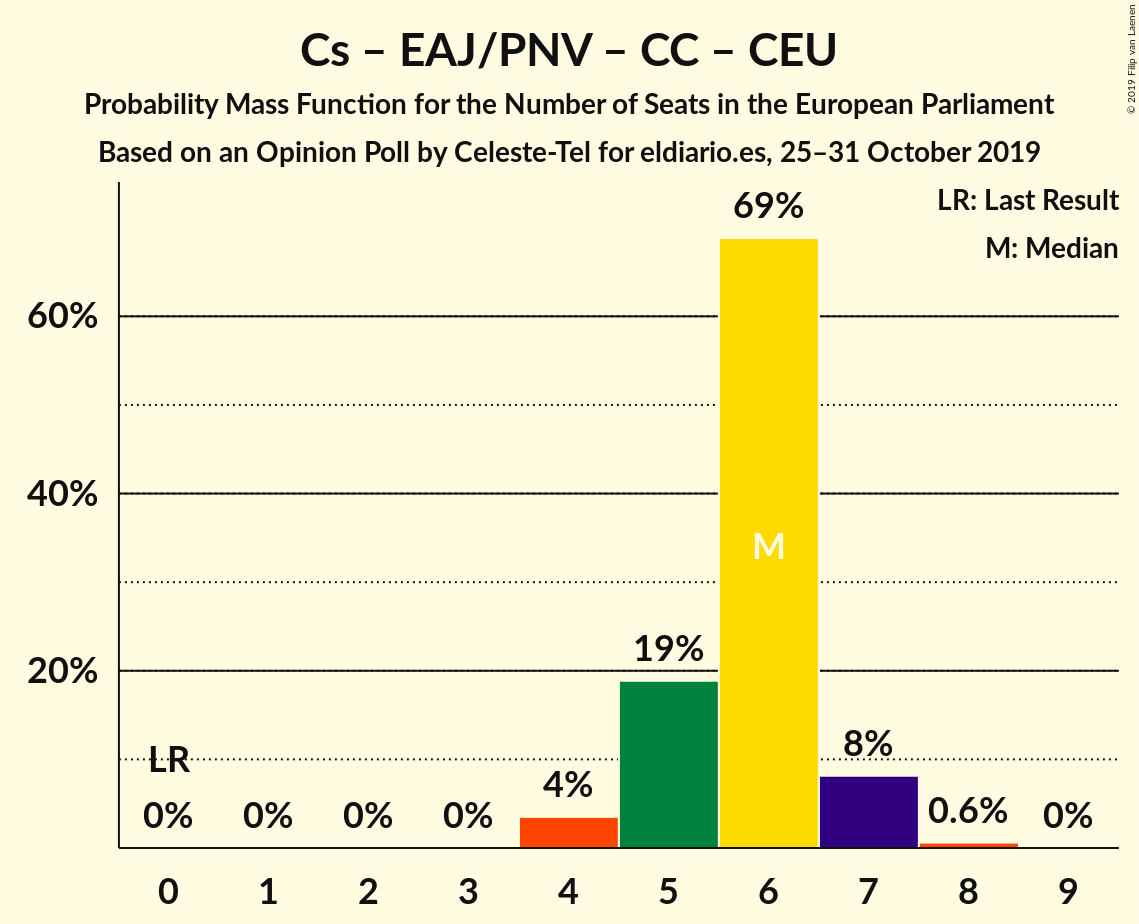 Cs – EAJ/PNV – CC – CEU
Probability Mass Function for the Number of Seats in the European Parliament
Based on an Opinion Poll by Celeste-Tel for eldiario.es, 25–31 October 2019
© 2019 Filip van Laenen
LR: Last Result
M: Median
60%
40%
20%
LR
0%
0%
0%
0%
4%
19%
69%
M
8%
0.6%
0%
0 1 2 3 4 5 6 7 8 9